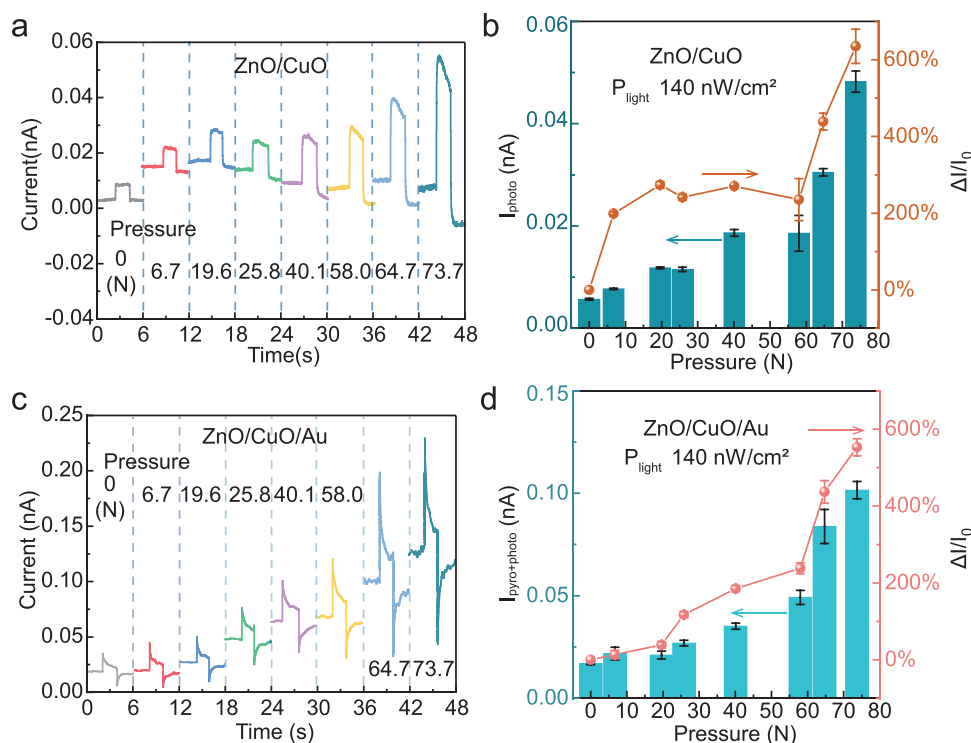 a
0.06
0.04
0.02
0.00
-0.02
-0.04
Current(nA)
ZnO/CuO
Pressure
0
(N)
6.7 19.6 25.8 40.1 58.0 64.7 73.7
0 6 12 18 24 30 36 42 48
Time(s)
b
0.06
0.04
0.02
0.00
I_photo (nA)
ZnO/CuO
P_light 140 nW/cm²
600%
400%
200%
0%
ΔI/I₀
0 10 20 30 40 50 60 70 80
Pressure (N)
c
0.25
0.20
0.15
0.10
0.05
0.00
Current (nA)
ZnO/CuO/Au
Pressure
0
(N)
6.7 19.6 25.8 40.1 58.0
64.7 73.7
0 6 12 18 24 30 36 42 48
Time (s)
d
0.15
0.10
0.05
0.00
I_pyro+photo (nA)
ZnO/CuO/Au
P_light 140 nW/cm²
600%
400%
200%
0%
ΔI/I₀
0 10 20 30 40 50 60 70 80
Pressure (N)